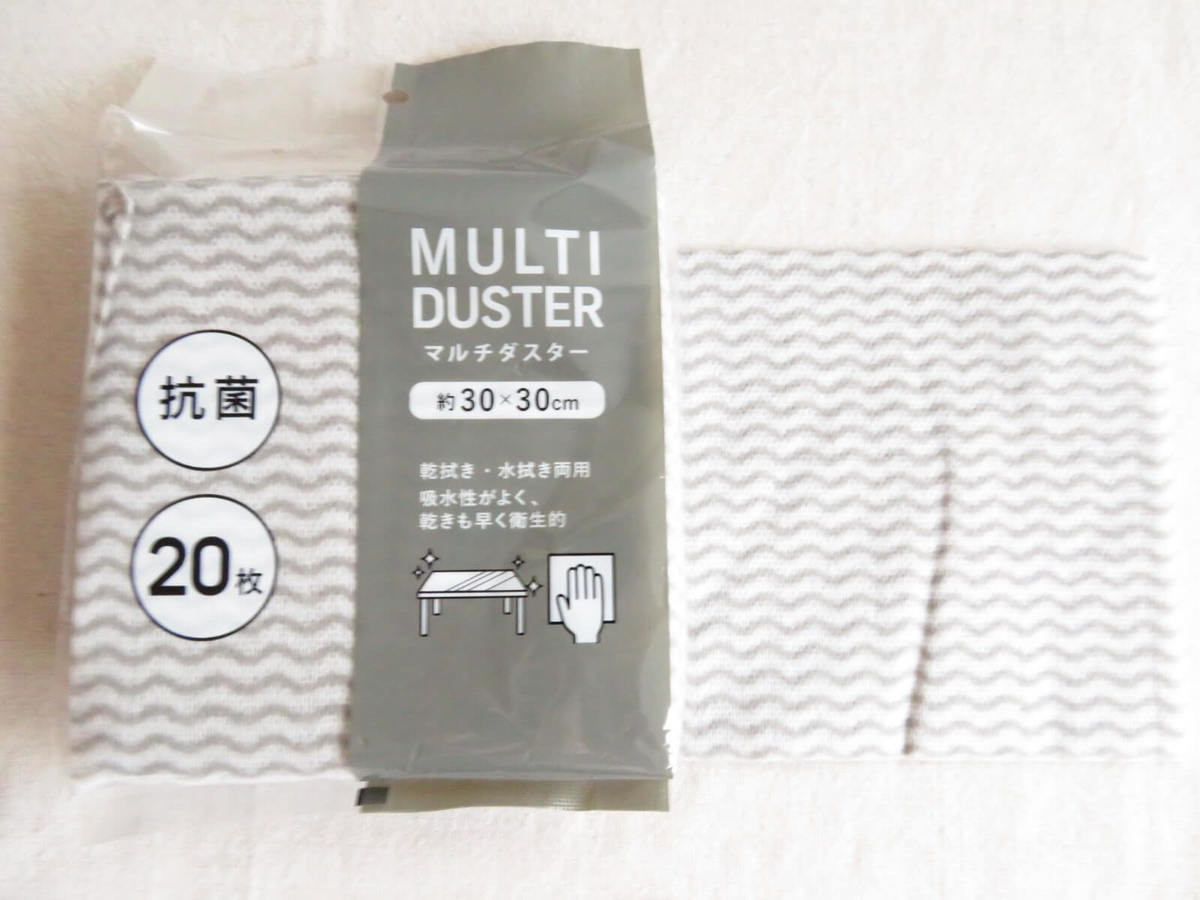 MULTI
DUSTER
マルチダスター
約30×30cm
乾拭き・水拭き両用
吸水性がよく、
乾きも早く衛生的
抗菌
20枚